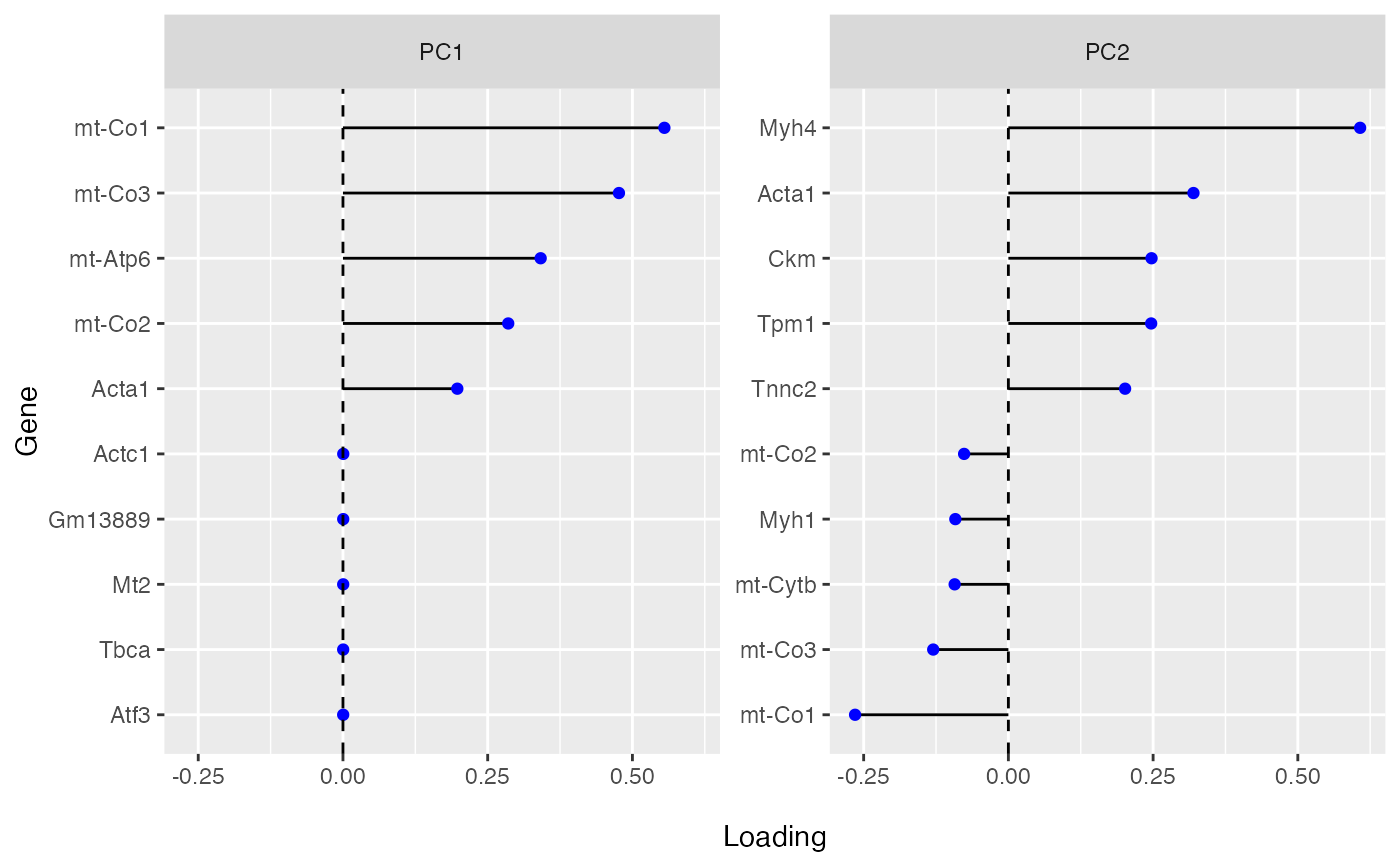 PC1
PC2
mt-Co1
mt-Co3
mt-Atp6
mt-Co2
Acta1
Actc1
Gm13889
Mt2
Tbca
Atf3
Myh4
Acta1
Ckm
Tpm1
Tnnc2
mt-Co2
Myh1
mt-Cytb
mt-Co3
mt-Co1
-0.25 0.00 0.25 0.50
-0.25 0.00 0.25 0.50
Gene
Loading